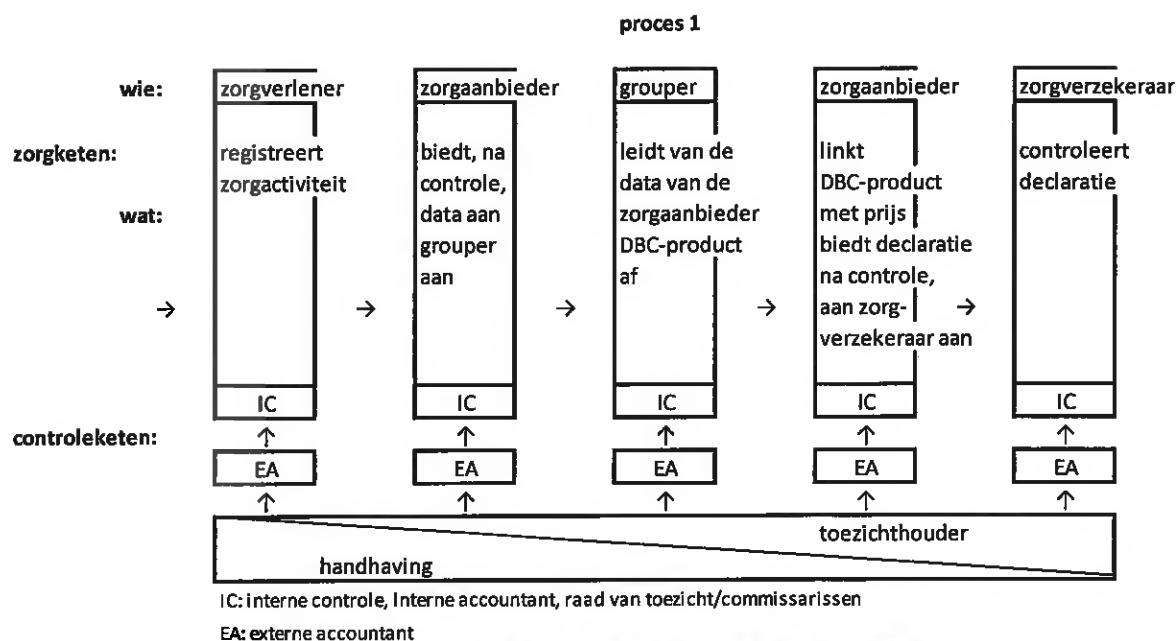 proces 1
wie: zorgverlener zorgaanbieder grouper zorgaanbieder zorgverzekeraar
zorgketen: registreert biedt, na leidt van de linkt controleert
zorgactiviteit controle, data van de DBC-product declaratie
wat: data aan zorgaanbieder met prijs
grouper DBC-product biedt declaratie
aan af na controle,
→ → → → aan zorg- →
verzekeraar aan
IC IC IC IC IC
controleketen: ↑ ↑ ↑ ↑ ↑
EA EA EA EA EA
↑ ↑ ↑ ↑ ↑
toezichthouder
handhaving
IC: interne controle, Interne accountant, raad van toezicht/commissarissen
EA: externe accountant